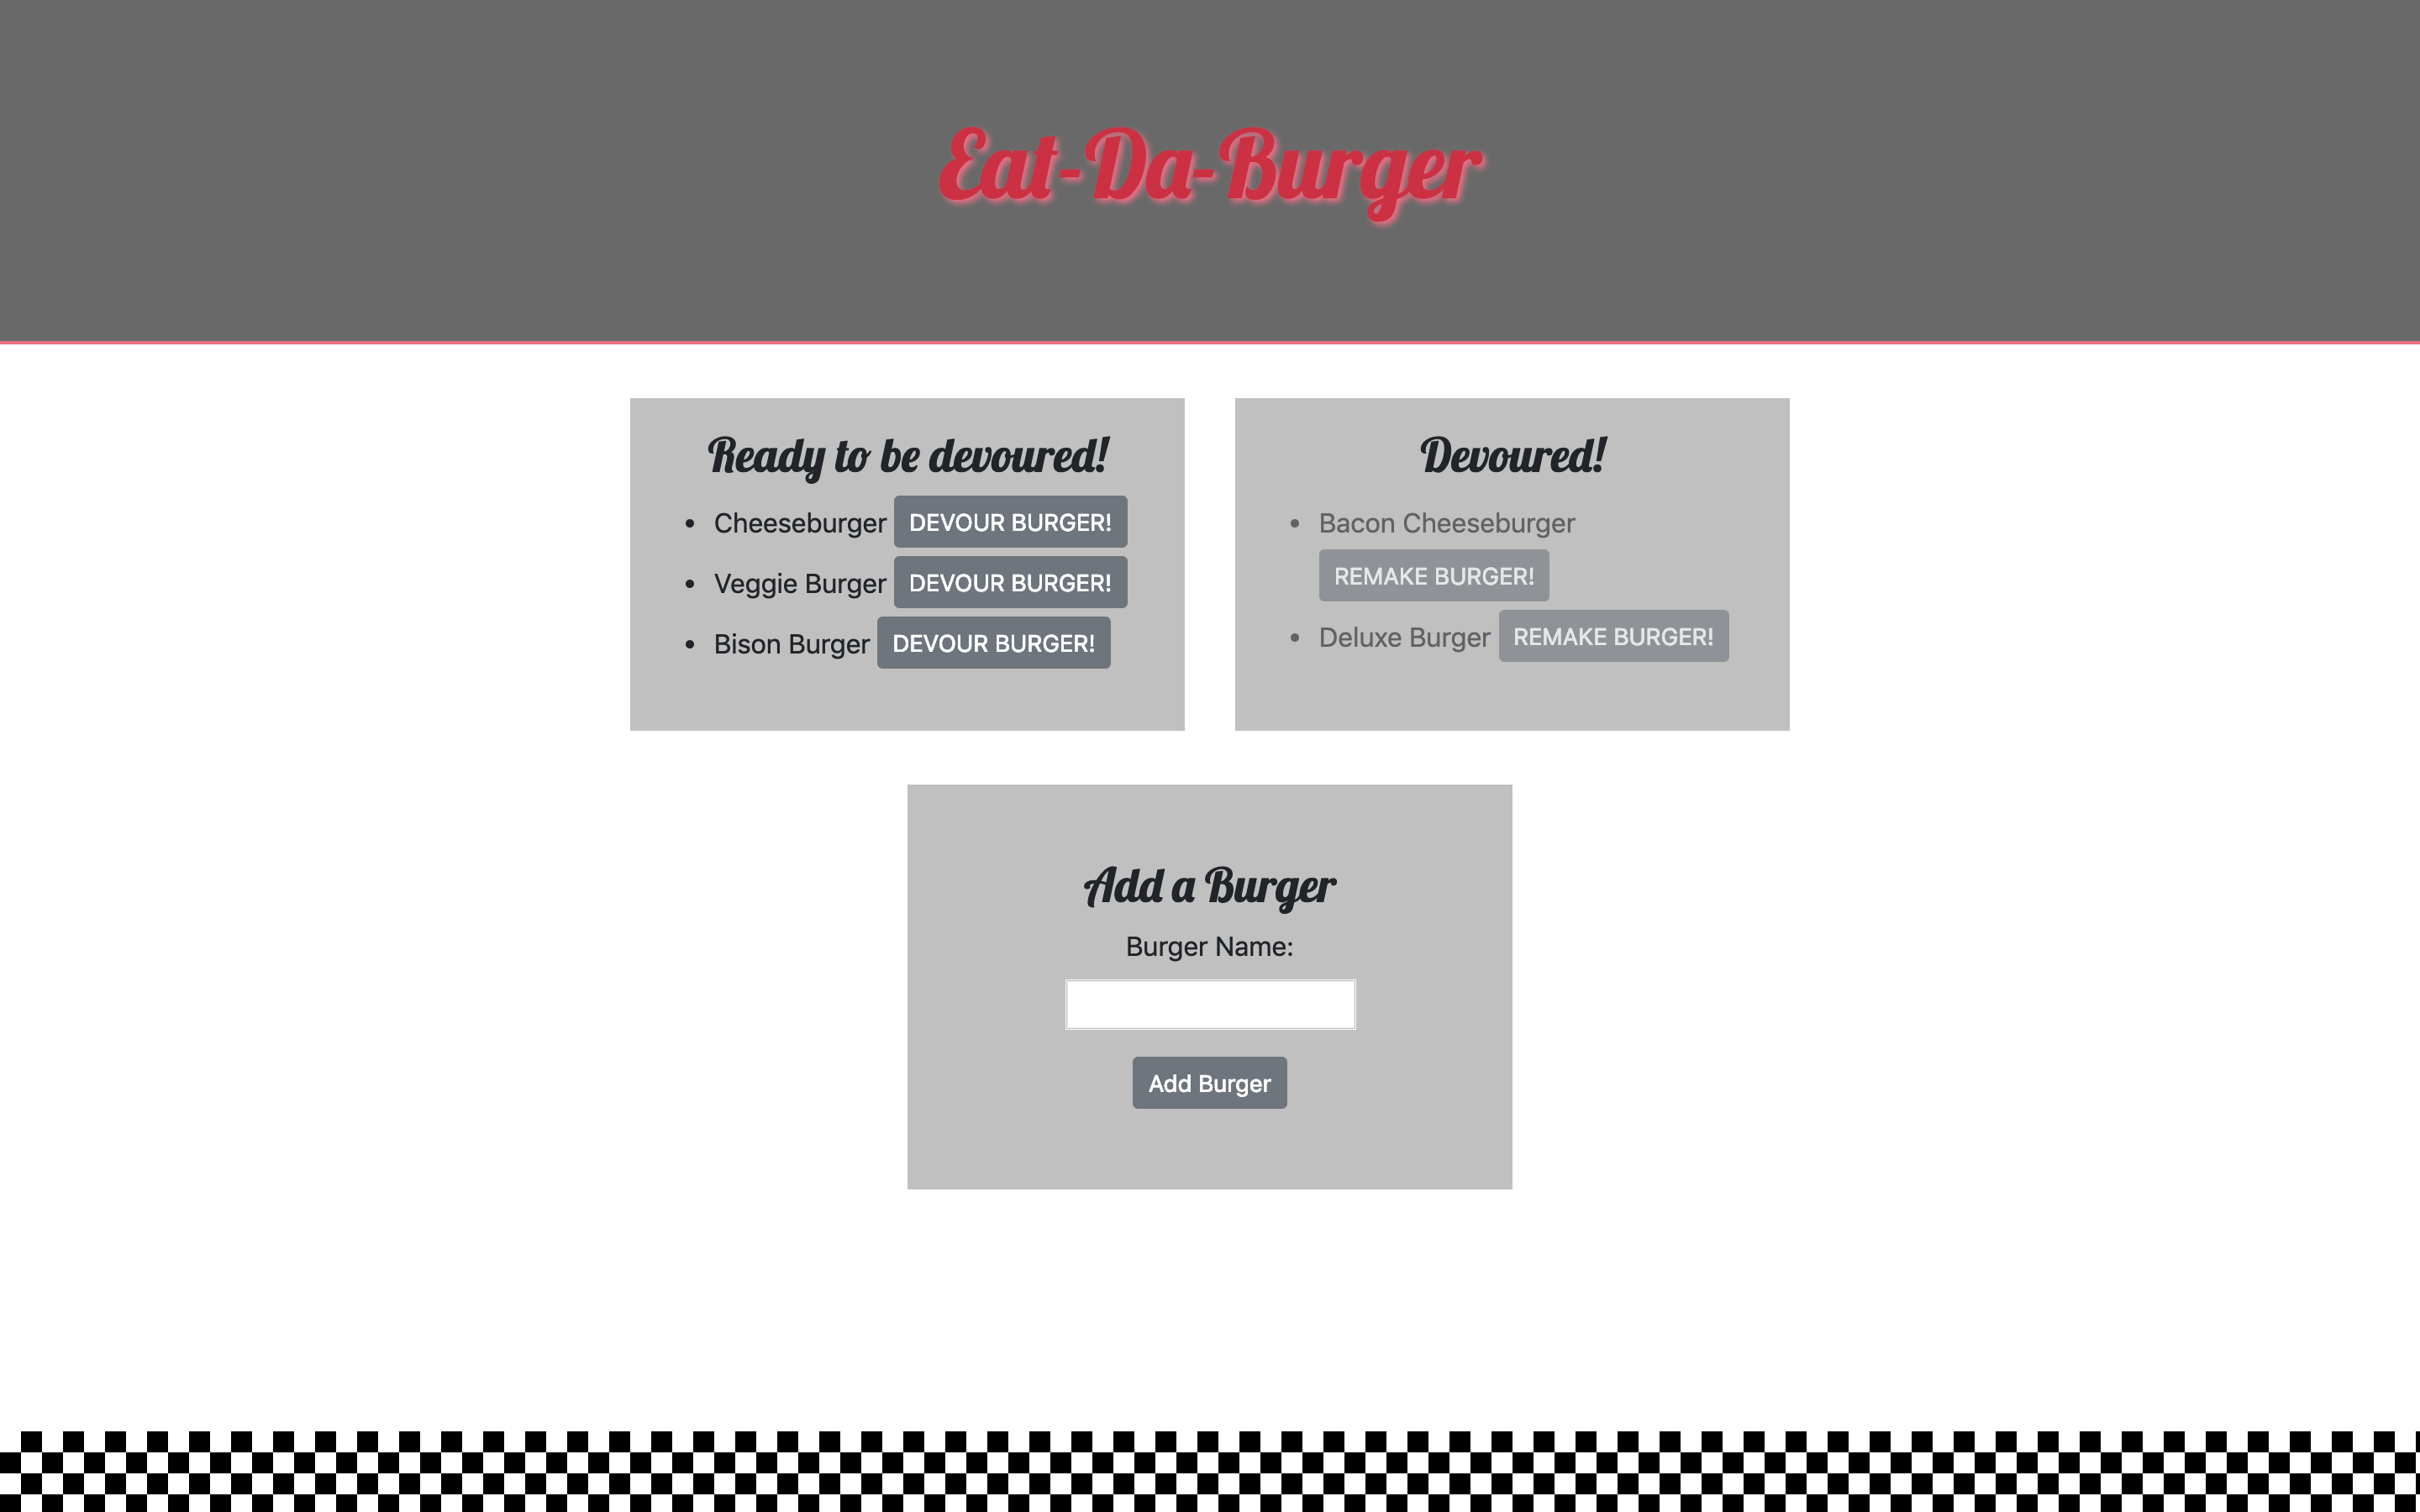 Eat-Da-Burger
Ready to be devoured!
Cheeseburger DEVOUR BURGER!
Veggie Burger DEVOUR BURGER!
Bison Burger DEVOUR BURGER!
Devoured!
Bacon Cheeseburger
REMAKE BURGER!
Deluxe Burger REMAKE BURGER!
Add a Burger
Burger Name:
Add Burger